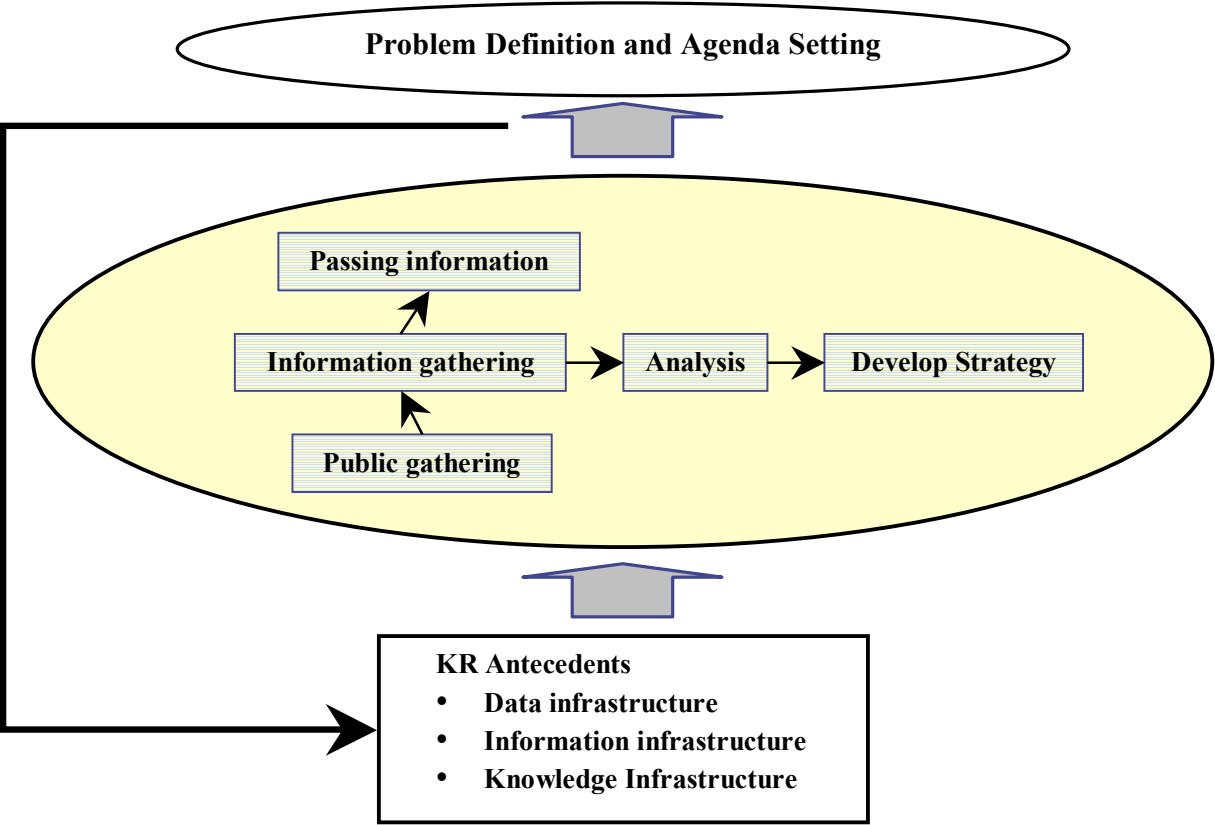 Problem Definition and Agenda Setting
Passing information
Information gathering
Analysis
Develop Strategy
Public gathering
KR Antecedents
• Data infrastructure
• Information infrastructure
• Knowledge Infrastructure